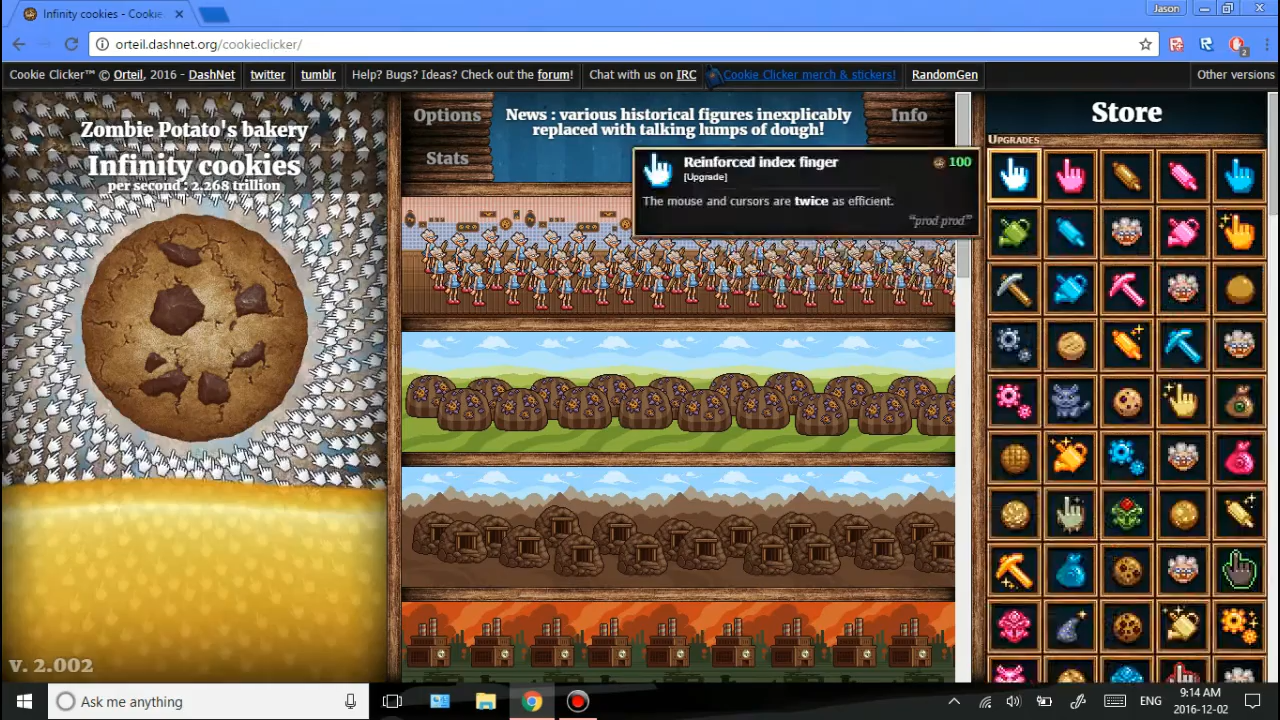 Infinity cookies - Cookie
Jason
orteil.dashnet.org/cookieclicker/
Cookie Clicker™ © Orteil, 2016 - DashNet
twitter
tumblr
Help? Bugs? Ideas? Check out the forum!
Chat with us on IRC
Cookie Clicker merch & stickers!
RandomGen
Other versions
Zombie Potato's bakery
Infinity cookies
per second : 2.268 trillion
v. 2.002
Options
Stats
News : various historical figures inexplicably
replaced with talking lumps of dough!
Info
Reinforced index finger
100
[Upgrade]
The mouse and cursors are twice as efficient.
“prod prod”
Store
Upgrades
Ask me anything
ENG
9:14 AM
2016-12-02